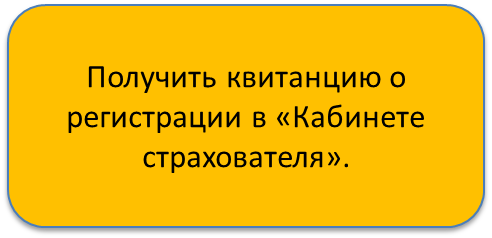 Получить квитанцию о
регистрации в «Кабинете
страхователя».